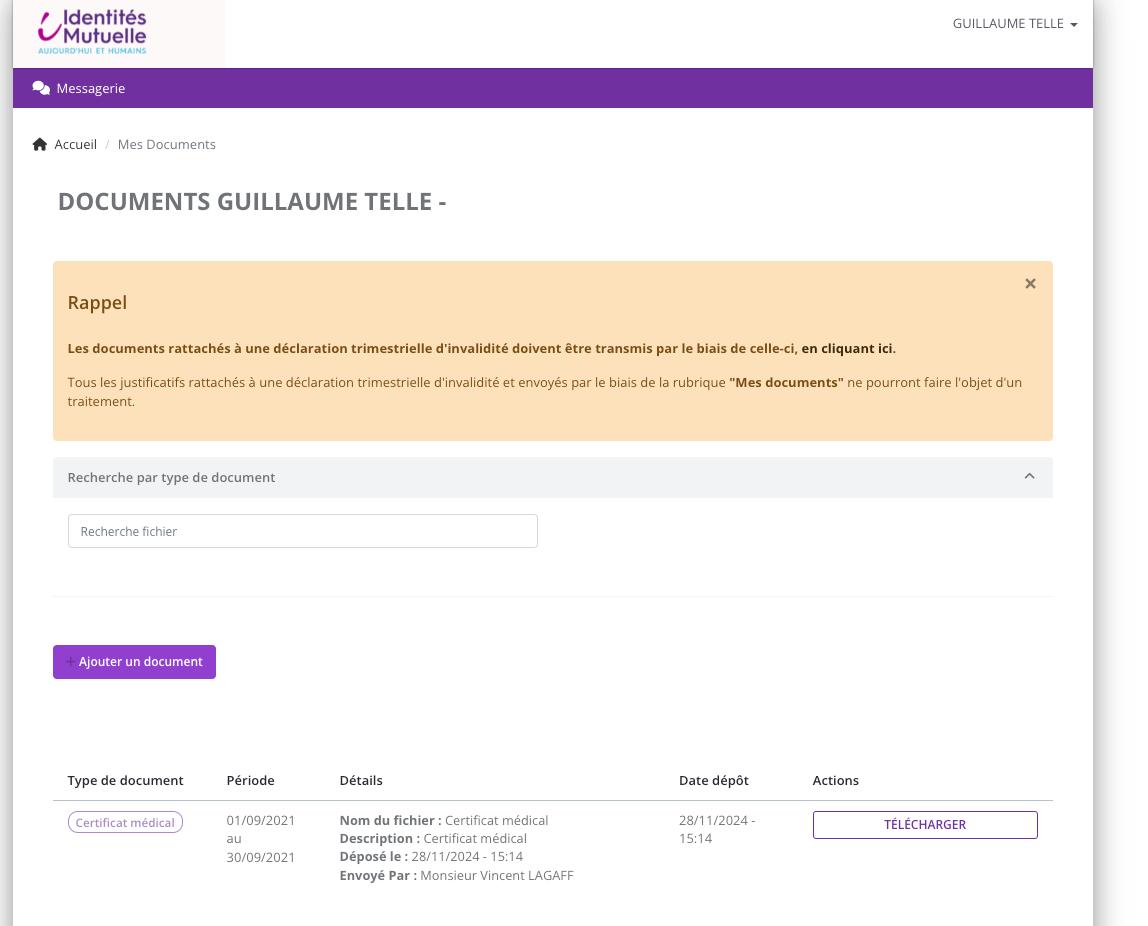 Identités
Mutuelle
AUJOURD'HUI ET HUMAINS
GUILLAUME TELLE
Messagerie
Accueil / Mes Documents
DOCUMENTS GUILLAUME TELLE -
×
Rappel
Les documents rattachés à une déclaration trimestrielle d'invalidité doivent être transmis par le biais de celle-ci, en cliquant ici.
Tous les justificatifs rattachés à une déclaration trimestrielle d'invalidité et envoyés par le biais de la rubrique "Mes documents" ne pourront faire l'objet d'un
traitement.
Recherche par type de document
Recherche fichier
+ Ajouter un document
Type de document Période Détails Date dépôt Actions
Certificat médical
01/09/2021
au
30/09/2021
Nom du fichier : Certificat médical
Description : Certificat médical
Déposé le : 28/11/2024 - 15:14
Envoyé Par : Monsieur Vincent LAGAFF
28/11/2024 -
15:14
TÉLÉCHARGER